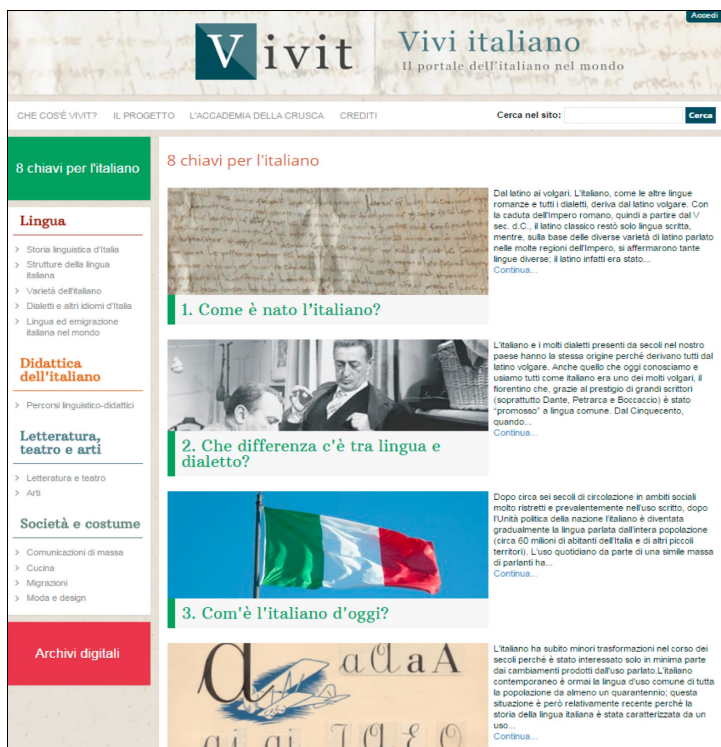 Accedi
Vivit
Vivi italiano
Il portale dell'italiano nel mondo
CHE COS'È VIVIT? IL PROGETTO L'ACCADEMIA DELLA CRUSCA CREDITI
Cerca nel sito: Cerca
8 chiavi per l'italiano
Lingua
Storia linguistica d'Italia
Strutture della lingua
italiana
Varietà dell'italiano
Dialetti e altri idiomi d'Italia
Lingua ed emigrazione
italiana nel mondo
Didattica
dell'italiano
Percorsi linguistico-didattici
Letteratura,
teatro e arti
Letteratura e teatro
Arti
Società e costume
Comunicazioni di massa
Cucina
Migrazioni
Moda e design
Archivi digitali
8 chiavi per l'italiano
Dal latino ai volgari. L'italiano, come le altre lingue
romanze e tutti i dialetti, deriva dal latino volgare. Con
la caduta dell'Impero romano, quindi a partire dal V
sec. d.C., il latino classico restò solo lingua scritta,
mentre, sulla base delle diverse varietà di latino parlato
nelle molte regioni dell'Impero, si affermarono tante
lingue diverse; il latino infatti era stato...
Continua...
1. Come è nato l'italiano?
L'italiano e i molti dialetti presenti da secoli nel nostro
paese hanno la stessa origine perché derivano tutti dal
latino volgare. Anche quello che oggi conosciamo e
usiamo tutti come italiano era uno dei molti volgari, il
fiorentino che, grazie al prestigio di grandi scrittori
(soprattutto Dante, Petrarca e Boccaccio) è stato
"promosso" a lingua comune. Dal Cinquecento,
quando...
Continua...
2. Che differenza c'è tra lingua e
dialetto?
Dopo circa sei secoli di circolazione in ambiti sociali
molto ristretti e prevalentemente nell'uso scritto, dopo
l'Unità politica della nazione l'italiano è diventata
gradualmente la lingua parlata dall'intera popolazione
(circa 60 milioni di abitanti dell'Italia e di altri piccoli
territori). L'uso quotidiano da parte di una simile massa
di parlanti ha...
Continua...
3. Com'è l'italiano d'oggi?
a a a A
L'italiano ha subito minori trasformazioni nel corso dei
secoli perché è stato interessato solo in minima parte
dai cambiamenti prodotti dall'uso parlato.L'italiano
contemporaneo è ormai la lingua d'uso comune di tutta
la popolazione da almeno un quarantennio; questa
situazione è però relativamente recente perché la
storia della lingua italiana è stata caratterizzata da un
uso...
Continua...